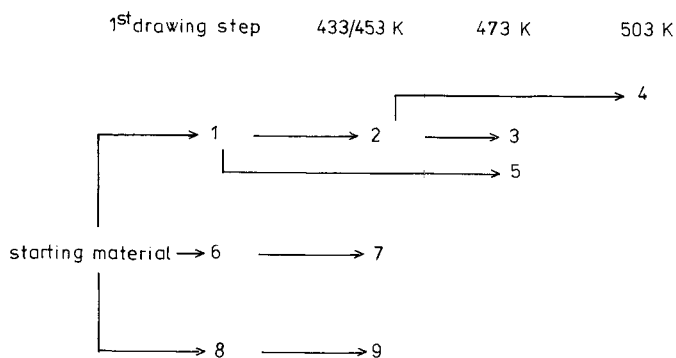 1st drawing step 433/453 K 473 K 503 K
4
1 2 3
5
starting material 6 7
8 9